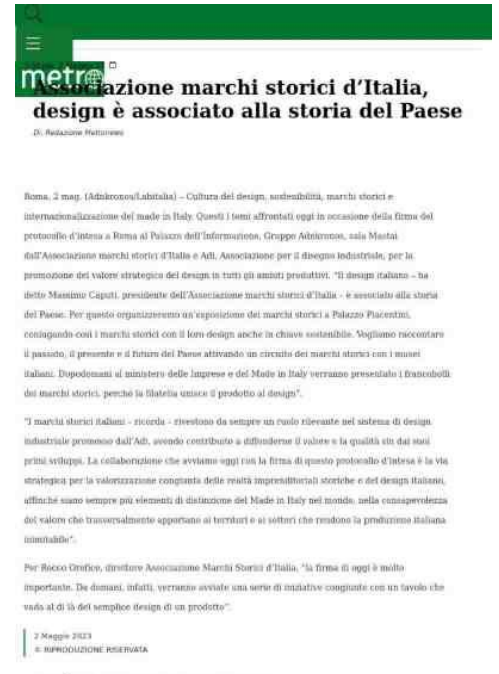 metro
Associazione marchi storici d’Italia,
design è associato alla storia del Paese
Di: Redazione Metronews
Roma, 2 mag. (Adnkronos/Labitalia) – Cultura del design, sostenibilità, marchi storici e
internazionalizzazione del made in Italy. Questi i temi affrontati oggi in occasione della firma del
protocollo d’intesa a Roma al Palazzo dell’Informazione, Gruppo Adnkronos, sala Mastai
dall’Associazione marchi storici d’Italia e Adi, Associazione per il disegno industriale, per la
promozione del valore strategico del design in tutti gli ambiti produttivi. “Il design italiano – ha
detto Massimo Caputi, presidente dell’Associazione marchi storici d’Italia – è associato alla storia
del Paese. Per questo organizzeremo un’esposizione dei marchi storici a Palazzo Piacentini,
coniugando così i marchi storici con il loro design anche in chiave sostenibile. Vogliamo raccontare
il passato, il presente e il futuro del Paese attivando un circuito dei marchi storici con i musei
italiani. Dopodomani al ministero delle Imprese e del Made in Italy verranno presentato i francobolli
dei marchi storici, perché la filatelia unisce il prodotto al design”.
“I marchi storici italiani – ricorda – rivestono da sempre un ruolo rilevante nel sistema di design
industriale promosso dall’Adi, avendo contribuito a diffonderne il valore e la qualità sin dai suoi
primi sviluppi. La collaborazione che avviamo oggi con la firma di questo protocollo d’intesa è la via
strategica per la valorizzazione congiunta delle realtà imprenditoriali storiche e del design italiano,
affinché siano sempre più elementi di distinzione del Made in Italy nel mondo, nella consapevolezza
del valore che trasversalmente apportano ai territori e ai settori che rendono la produzione italiana
inimitabile”.
Per Rocco Orefice, direttore Associazione Marchi Storici d’Italia, “la firma di oggi è molto
importante. Da domani, infatti, verranno avviate una serie di iniziative congiunte con un tavolo che
vada al di là del semplice design di un prodotto”.
2 Maggio 2023
© RIPRODUZIONE RISERVATA